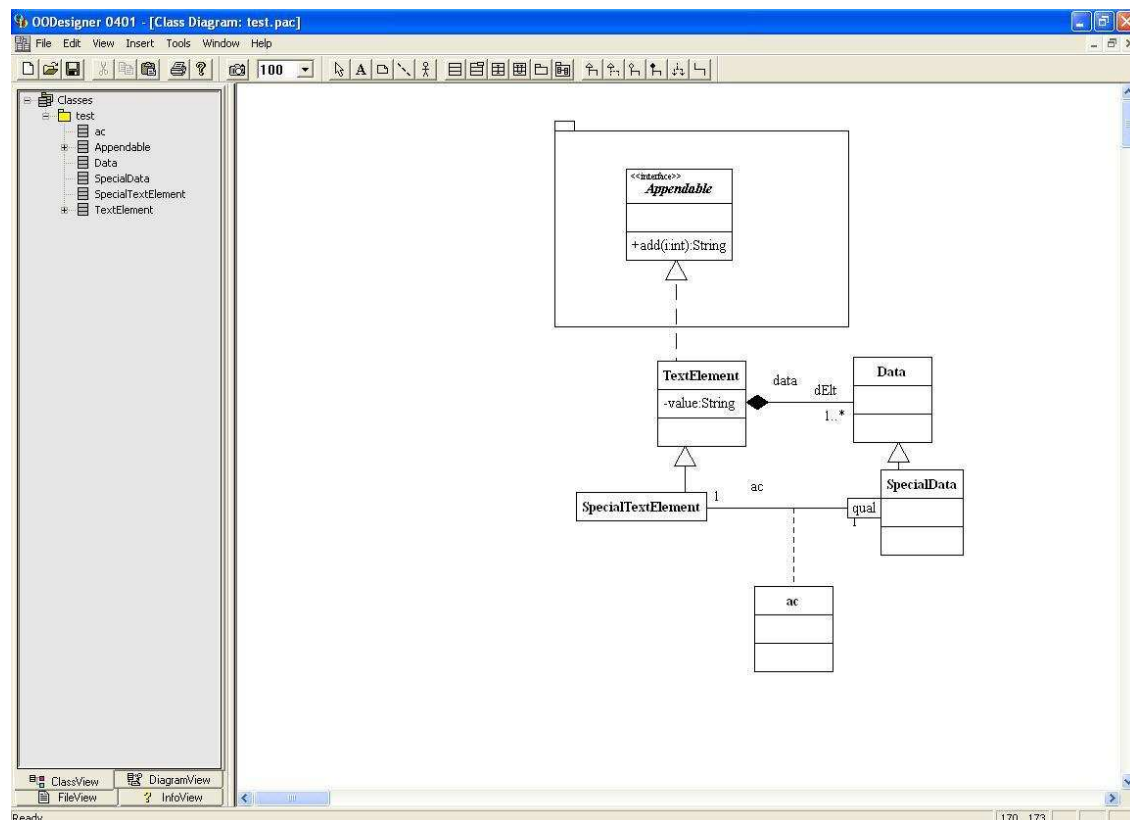 OODesigner 0401 - [Class Diagram: test.pac]
File Edit View Insert Tools Window Help
100
A
Classes
test
ac
Appendable
Data
SpecialData
SpecialTextElement
TextElement
<<interface>>
Appendable
+add(i:int):String
TextElement
-value:String
data
dElt
1..*
Data
SpecialTextElement
1
ac
qual
1
SpecialData
ac
ClassView
DiagramView
FileView
InfoView
Ready
170 173